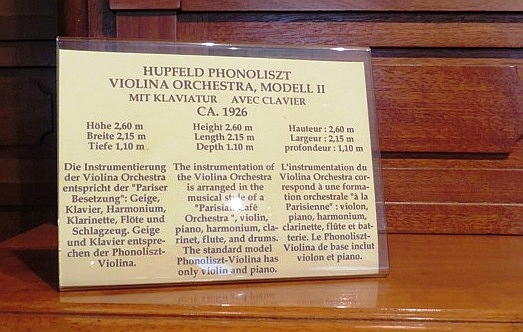 HUPFELD PHONOLISZT
VIOLINA ORCHESTRA, MODELL II
MIT KLAVIATUR AVEC CLAVIER
CA. 1926
Höhe 2,60 m
Breite 2,15 m
Tiefe 1,10 m
Die Instrumentierung
der Violina Orchestra
entspricht der "Pariser
Besetzung": Geige,
Klavier, Harmonium,
Klarinette, Flöte und
Schlagzeug. Geige
und Klavier entspre-
chen der Phonoliszt-
Violina.
Height 2.60 m
Length 2.15 m
Depth 1.10 m
The instrumentation of
the Violina Orchestra
is arranged in the
musical style of a
"Parisian Café
Orchestra", violin,
piano, harmonium, cla-
rinet, flute, and drums.
The standard model
Phonoliszt-Violina has
only violin and piano.
Hauteur : 2,60 m
Largeur : 2,15 m
profondeur : 1,10 m
L'instrumentation du
Violina Orchestra cor-
respond à une forma-
tion orchestrale "à la
Parisienne" : violon,
piano, harmonium,
clarinette, flûte et bat-
terie. Le Phonoliszt-
Violina de base inclut
violon et piano.